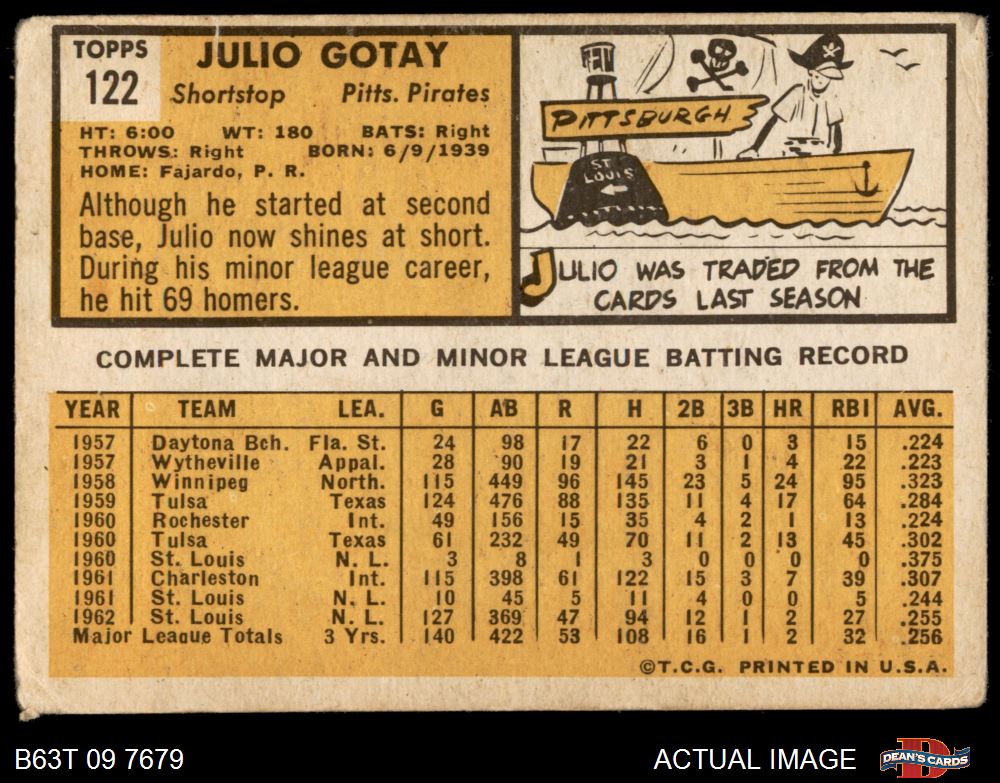 TOPPS
122
JULIO GOTAY
Shortstop Pitts. Pirates
HT: 6:00 WT: 180 BATS: Right
THROWS: Right BORN: 6/9/1939
HOME: Fajardo, P. R.
Although he started at second
base, Julio now shines at short.
During his minor league career,
he hit 69 homers.
PITTSBURGH
ST.
LOUIS
JULIO WAS TRADED FROM THE
CARDS LAST SEASON
COMPLETE MAJOR AND MINOR LEAGUE BATTING RECORD
YEAR TEAM LEA. G AB R H 2B 3B HR RBI AVG.
1957 Daytona Bch. Fla. St. 24 98 17 22 6 0 3 15 .224
1957 Wytheville Appal. 28 90 19 21 3 1 4 22 .223
1958 Winnipeg North. 115 449 96 145 23 5 24 95 .323
1959 Tulsa Texas 124 476 88 135 11 4 17 64 .284
1960 Rochester Int. 49 156 15 35 4 2 1 13 .224
1960 Tulsa Texas 61 232 49 70 11 2 13 45 .302
1960 St. Louis N. L. 3 8 1 3 0 0 0 0 .375
1961 Charleston Int. 115 398 61 122 15 3 7 39 .307
1961 St. Louis N. L. 10 45 5 11 4 0 0 5 .244
1962 St. Louis N. L. 127 369 47 94 12 1 2 27 .255
Major League Totals 3 Yrs. 140 422 53 108 16 1 2 32 .256
©T.C.G. PRINTED IN U.S.A.
B63T 09 7679 ACTUAL IMAGE DEAN'S CARDS